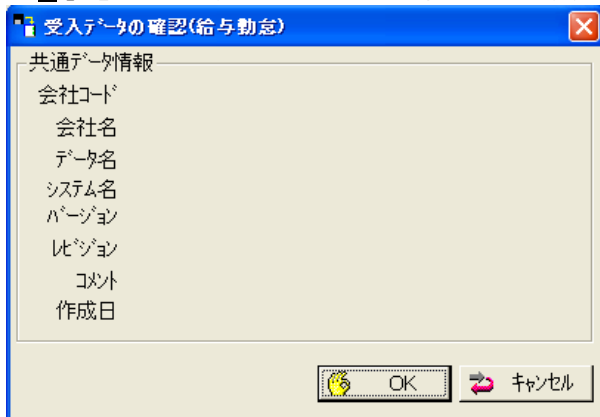 受入ﾃﾞｰﾀの確認(給与勤怠)
共通ﾃﾞｰﾀ情報
会社ｺｰﾄﾞ
会社名
ﾃﾞｰﾀ名
ｼｽﾃﾑ名
ﾊﾞｰｼﾞｮﾝ
ﾚﾋﾞｼﾞｮﾝ
ｺﾒﾝﾄ
作成日
OK
ｷｬﾝｾﾙ